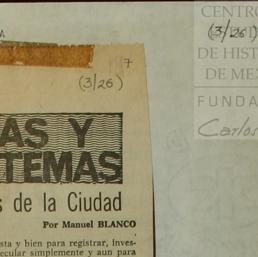 CENTRO
(3/26)
DE HIST
DE MEX
FUNDA
Carlos
A
7
(3/26)
AS Y
TEMAS
s de la Ciudad
Por Manuel BLANCO
sta y bien para registrar, inves-
ecular simplemente y aun para